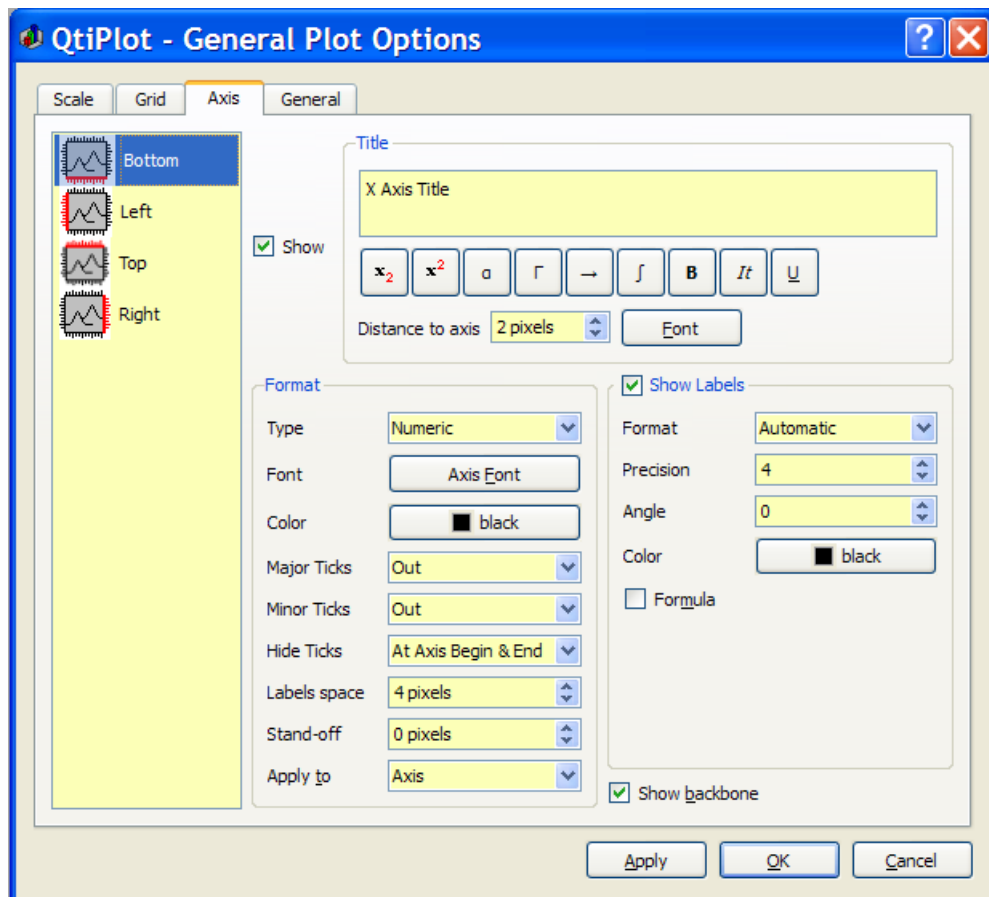 QtiPlot - General Plot Options
?
Scale Grid Axis General
Bottom
Left
Top
Right
Show
Title
X Axis Title
x2 x2 α Γ → ∫ B It U
Distance to axis 2 pixels Font
Format
Type Numeric
Font Axis Font
Color black
Major Ticks Out
Minor Ticks Out
Hide Ticks At Axis Begin & End
Labels space 4 pixels
Stand-off 0 pixels
Apply to Axis
Show Labels
Format Automatic
Precision 4
Angle 0
Color black
Formula
Show backbone
Apply OK Cancel